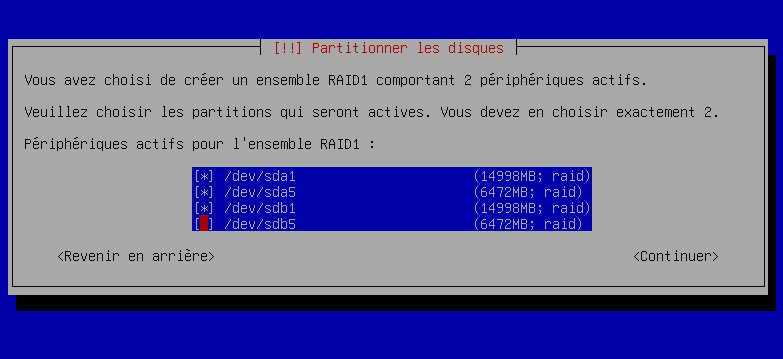 [!!] Partitionner les disques
Vous avez choisi de créer un ensemble RAID1 comportant 2 périphériques actifs.
Veuillez choisir les partitions qui seront actives. Vous devez en choisir exactement 2.
Périphériques actifs pour l'ensemble RAID1 :
[*] /dev/sda1 (14998MB; raid)
[*] /dev/sda5 (6472MB; raid)
[*] /dev/sdb1 (14998MB; raid)
[ ] /dev/sdb5 (6472MB; raid)
<Revenir en arrière> <Continuer>